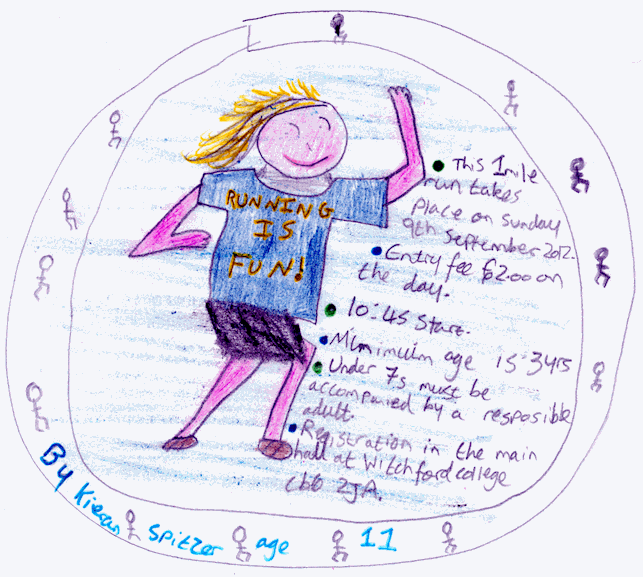 RUNNING
IS
FUN!
This 1mile
run takes
place on sunday
9th September 2012.
Entry fee £2.00 on
the day.
10:45 Start.
Mimimuim age is 3yrs
Under 7s must be
accompanied by a resposible
adult.
Registration in the main
hall at Witchford college
Cb6 2JA.
By Kieran Spitzer age 11